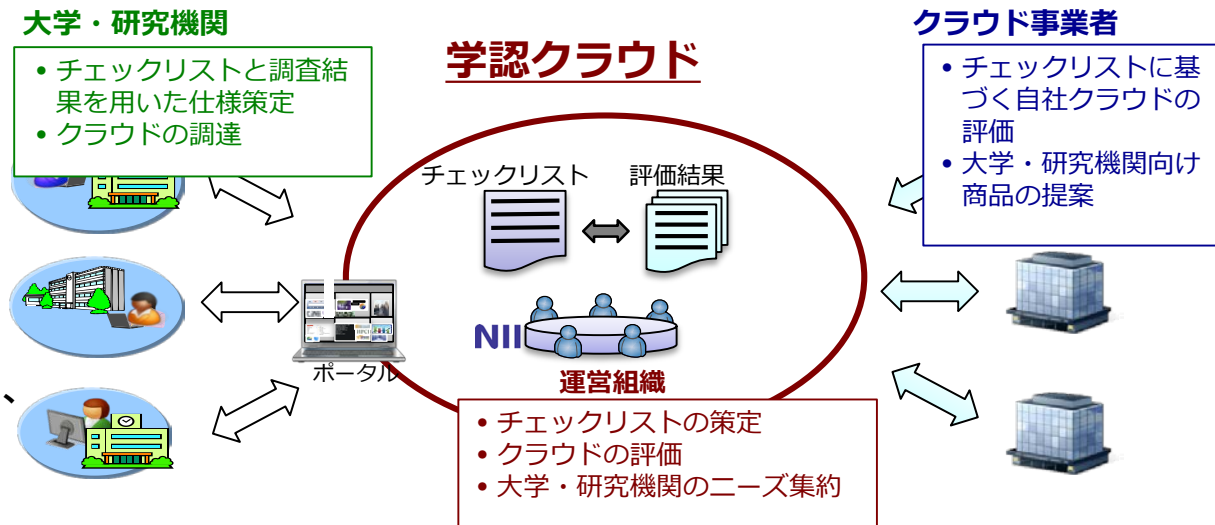 大学・研究機関
• チェックリストと調査結
果を用いた仕様策定
• クラウドの調達
学認クラウド
クラウド事業者
• チェックリストに基
づく自社クラウドの
評価
• 大学・研究機関向け
商品の提案
チェックリスト
評価結果
ポータル
NII
運営組織
• チェックリストの策定
• クラウドの評価
• 大学・研究機関のニーズ集約
、